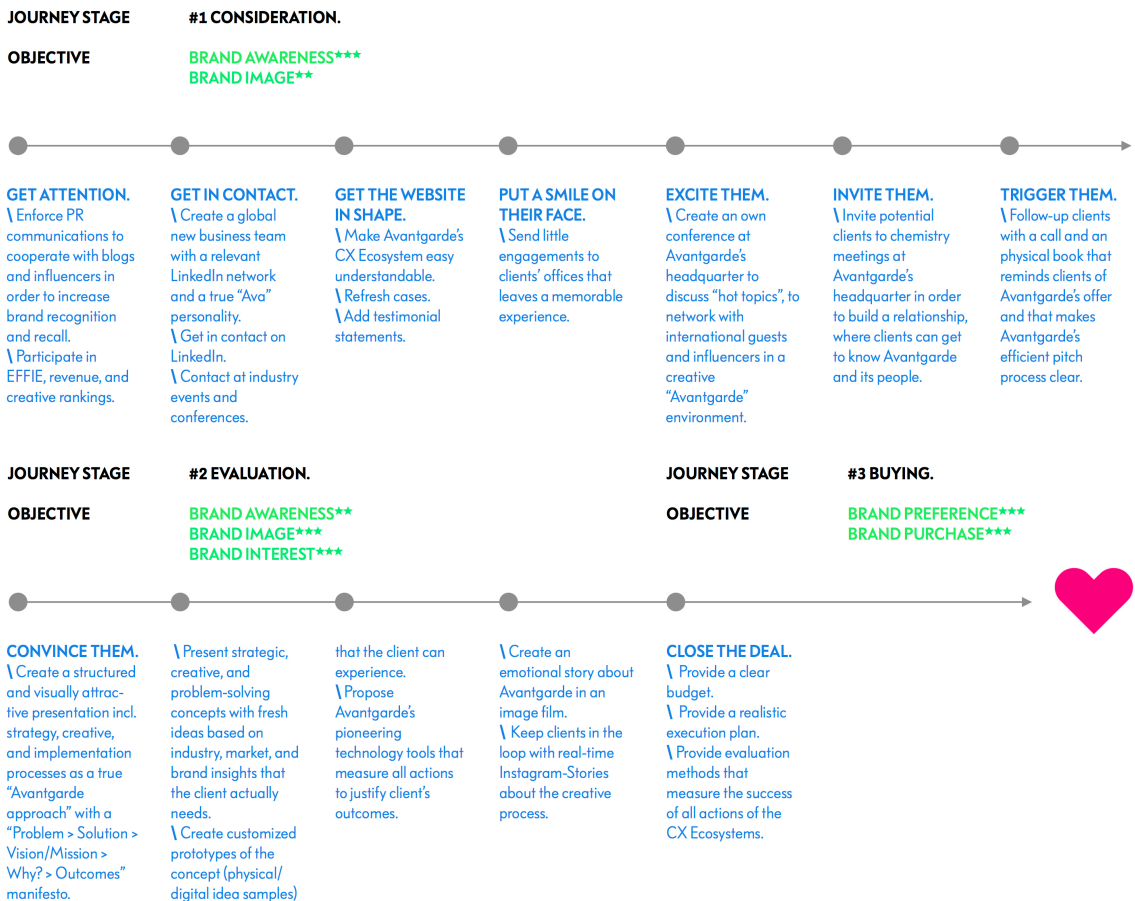 JOURNEY STAGE #1 CONSIDERATION.
OBJECTIVE BRAND AWARENESS★★★
BRAND IMAGE★★
GET ATTENTION.
\ Enforce PR
communications to
cooperate with blogs
and influencers in
order to increase
brand recognition
and recall.
\ Participate in
EFFIE, revenue, and
creative rankings.
GET IN CONTACT.
\ Create a global
new business team
with a relevant
LinkedIn network
and a true “Ava”
personality.
\ Get in contact on
LinkedIn.
\ Contact at industry
events and
conferences.
GET THE WEBSITE
IN SHAPE.
\ Make Avantgarde’s
CX Ecosystem easy
understandable.
\ Refresh cases.
\ Add testimonial
statements.
PUT A SMILE ON
THEIR FACE.
\ Send little
engagements to
clients’ offices that
leaves a memorable
experience.
EXCITE THEM.
\ Create an own
conference at
Avantgarde’s
headquarter to
discuss “hot topics”, to
network with
international guests
and influencers in a
creative
“Avantgarde”
environment.
INVITE THEM.
\ Invite potential
clients to chemistry
meetings at
Avantgarde’s
headquarter in order
to build a relationship,
where clients can get
to know Avantgarde
and its people.
TRIGGER THEM.
\ Follow-up clients
with a call and an
physical book that
reminds clients of
Avantgarde’s offer
and that makes
Avantgarde’s
efficient pitch
process clear.
JOURNEY STAGE #2 EVALUATION.
OBJECTIVE BRAND AWARENESS★★
BRAND IMAGE★★★
BRAND INTEREST★★★
CONVINCE THEM.
\ Create a structured
and visually attrac-
tive presentation incl.
strategy, creative,
and implementation
processes as a true
“Avantgarde
approach” with a
“Problem > Solution >
Vision/Mission >
Why? > Outcomes”
manifesto.
\ Present strategic,
creative, and
problem-solving
concepts with fresh
ideas based on
industry, market, and
brand insights that
the client actually
needs.
\ Create customized
prototypes of the
concept (physical/
digital idea samples)
that the client can
experience.
\ Propose
Avantgarde’s
pioneering
technology tools that
measure all actions
to justify client’s
outcomes.
\ Create an
emotional story about
Avantgarde in an
image film.
\ Keep clients in the
loop with real-time
Instagram-Stories
about the creative
process.
JOURNEY STAGE #3 BUYING.
OBJECTIVE BRAND PREFERENCE★★★
BRAND PURCHASE★★★
CLOSE THE DEAL.
\ Provide a clear
budget.
\ Provide a realistic
execution plan.
\ Provide evaluation
methods that
measure the success
of all actions of the
CX Ecosystems.